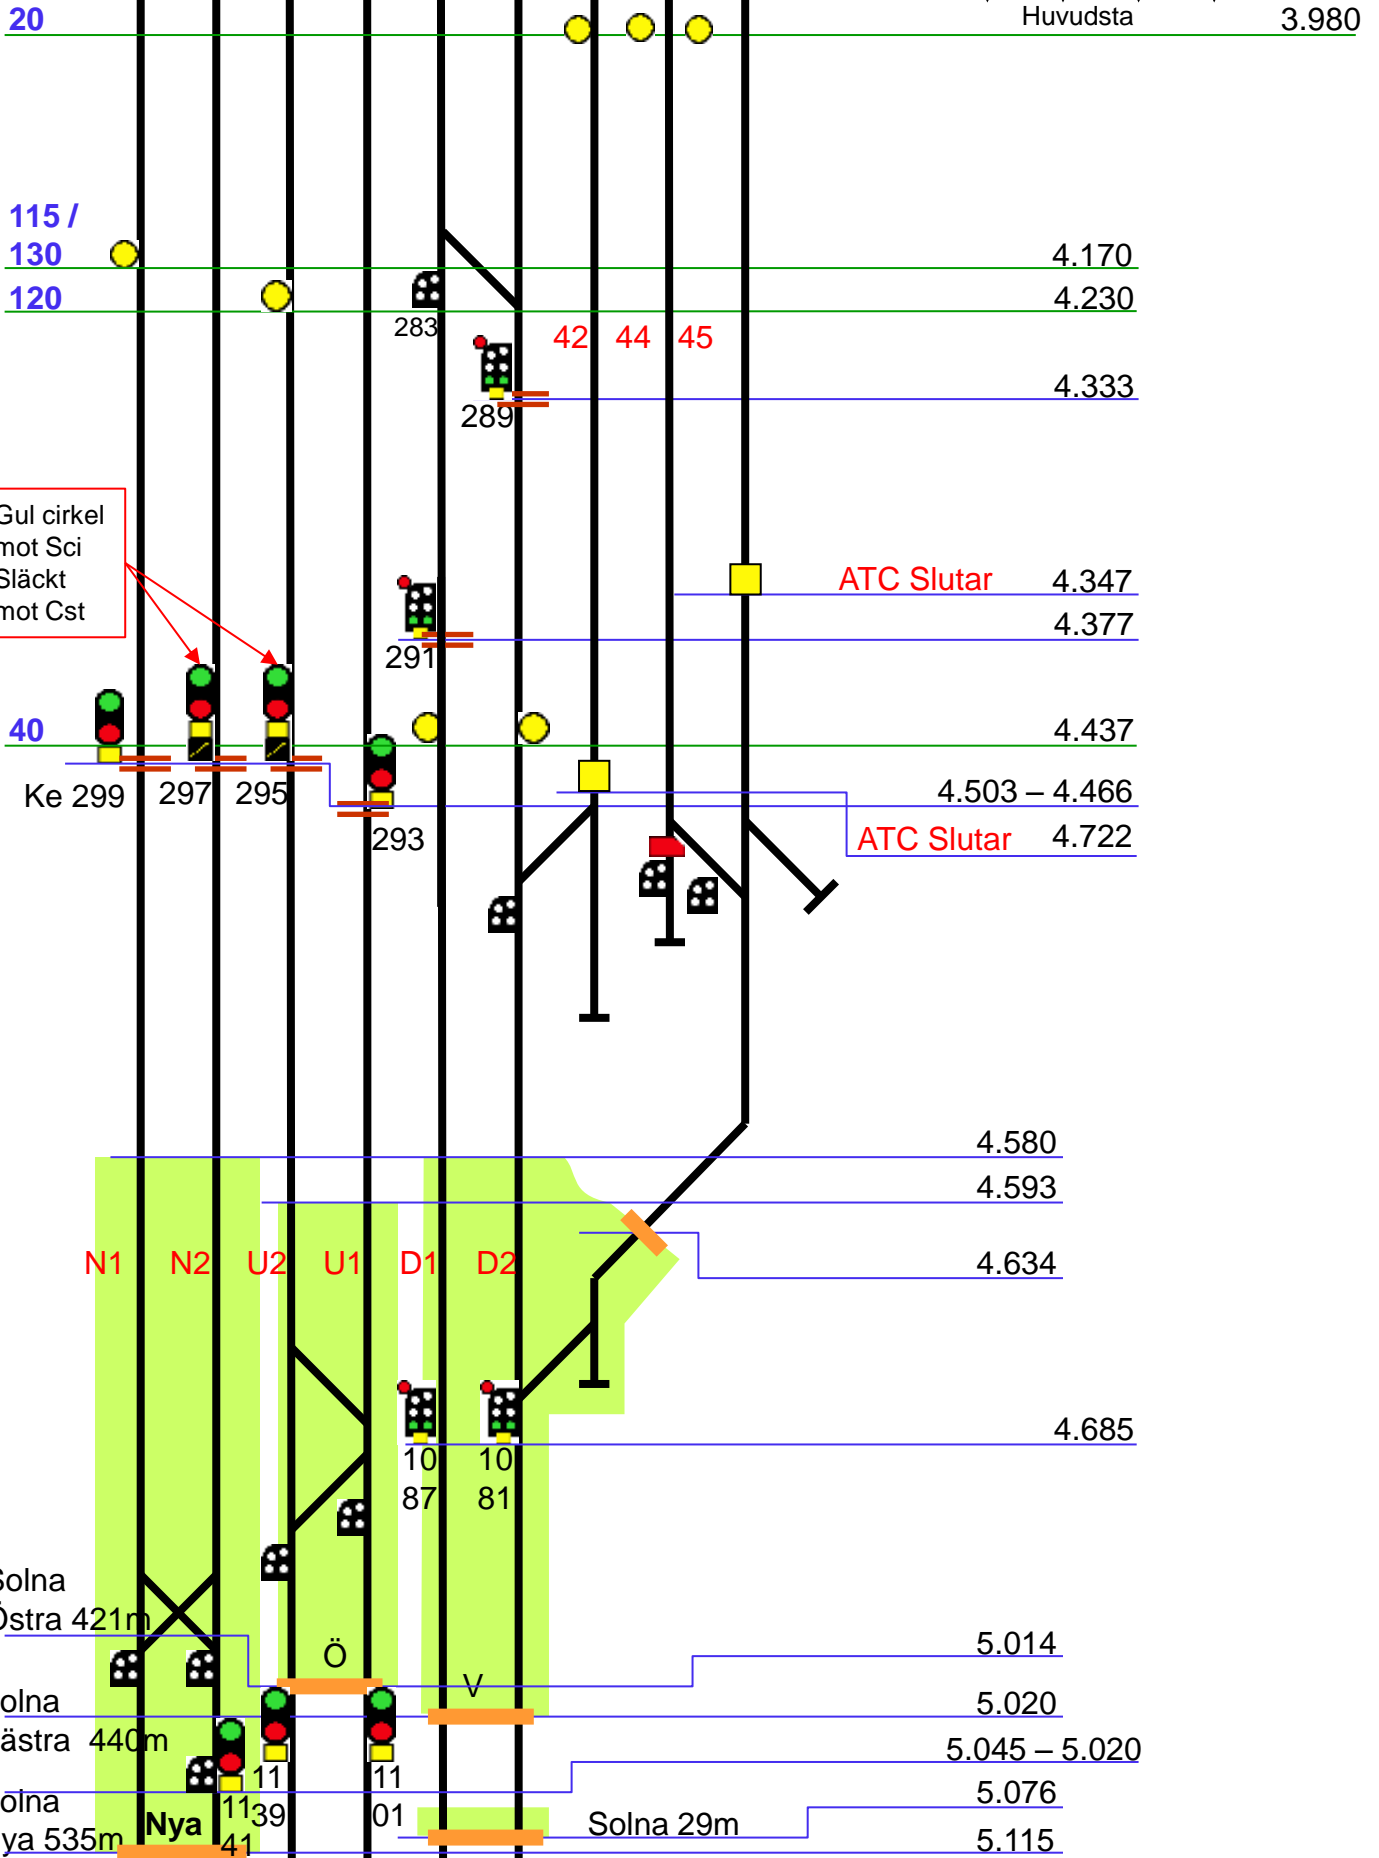 20
Huvudsta
3.980
115 /
130
4.170
120
4.230
283
42
44
45
4.333
289
Gul cirkel
mot Sci
Släckt
mot Cst
ATC Slutar
4.347
4.377
291
40
4.437
Ke 299
297
295
4.503 – 4.466
293
ATC Slutar
4.722
4.580
4.593
N1
N2
U2
U1
D1
D2
4.634
4.685
10
87
10
81
Solna
Östra 421m
Ö
5.014
V
olna
ästra 440m
5.020
5.045 – 5.020
11
39
11
01
5.076
olna
ya 535m
Nya
11
41
Solna 29m
5.115